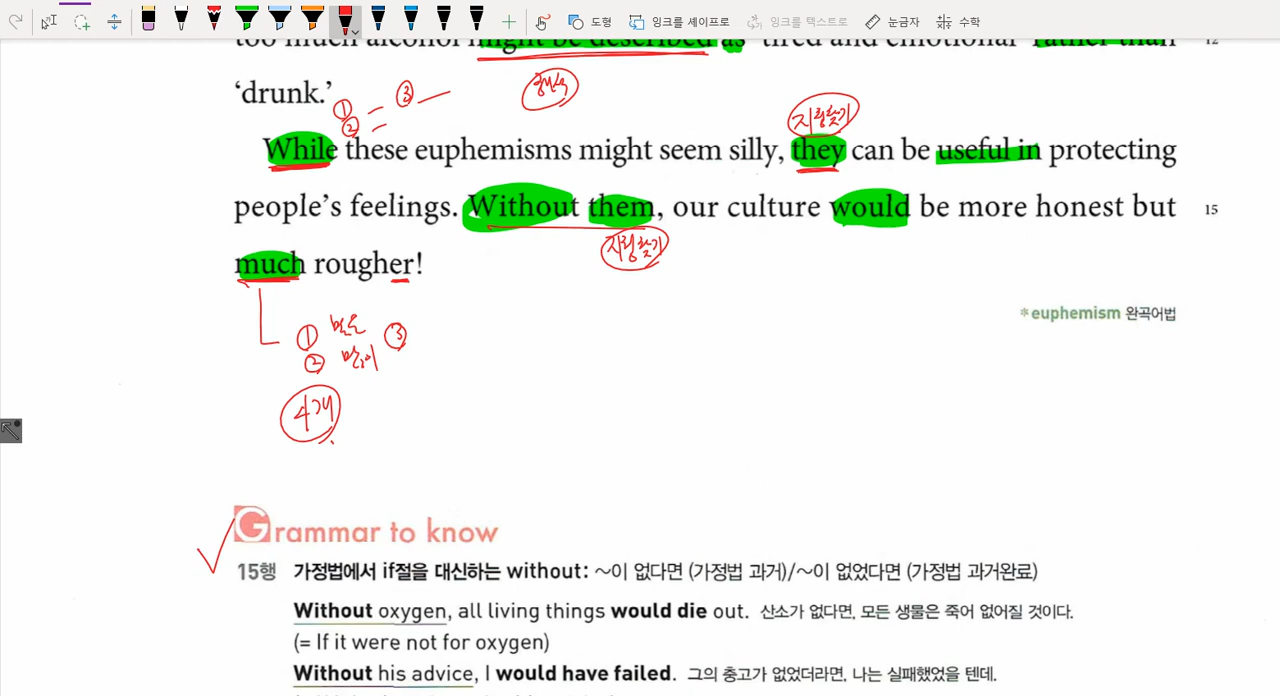 도형 잉크를 셰이프로 잉크를 텍스트로 눈금자 수학
too much alcohol might be described as 'tired and emotional' rather than 12
해석
'drunk.'
① = ③
② =
지칭찾기
While these euphemisms might seem silly, they can be useful in protecting
people's feelings. Without them, our culture would be more honest but 15
지칭찾기
much rougher!
*euphemism 완곡어법
① 많은 ③
② 많이
4개
Grammar to know
15행 가정법에서 if절을 대신하는 without: ~이 없다면 (가정법 과거)/~이 없었다면 (가정법 과거완료)
Without oxygen, all living things would die out. 산소가 없다면, 모든 생물은 죽어 없어질 것이다.
(= If it were not for oxygen)
Without his advice, I would have failed. 그의 충고가 없었더라면, 나는 실패했었을 텐데.